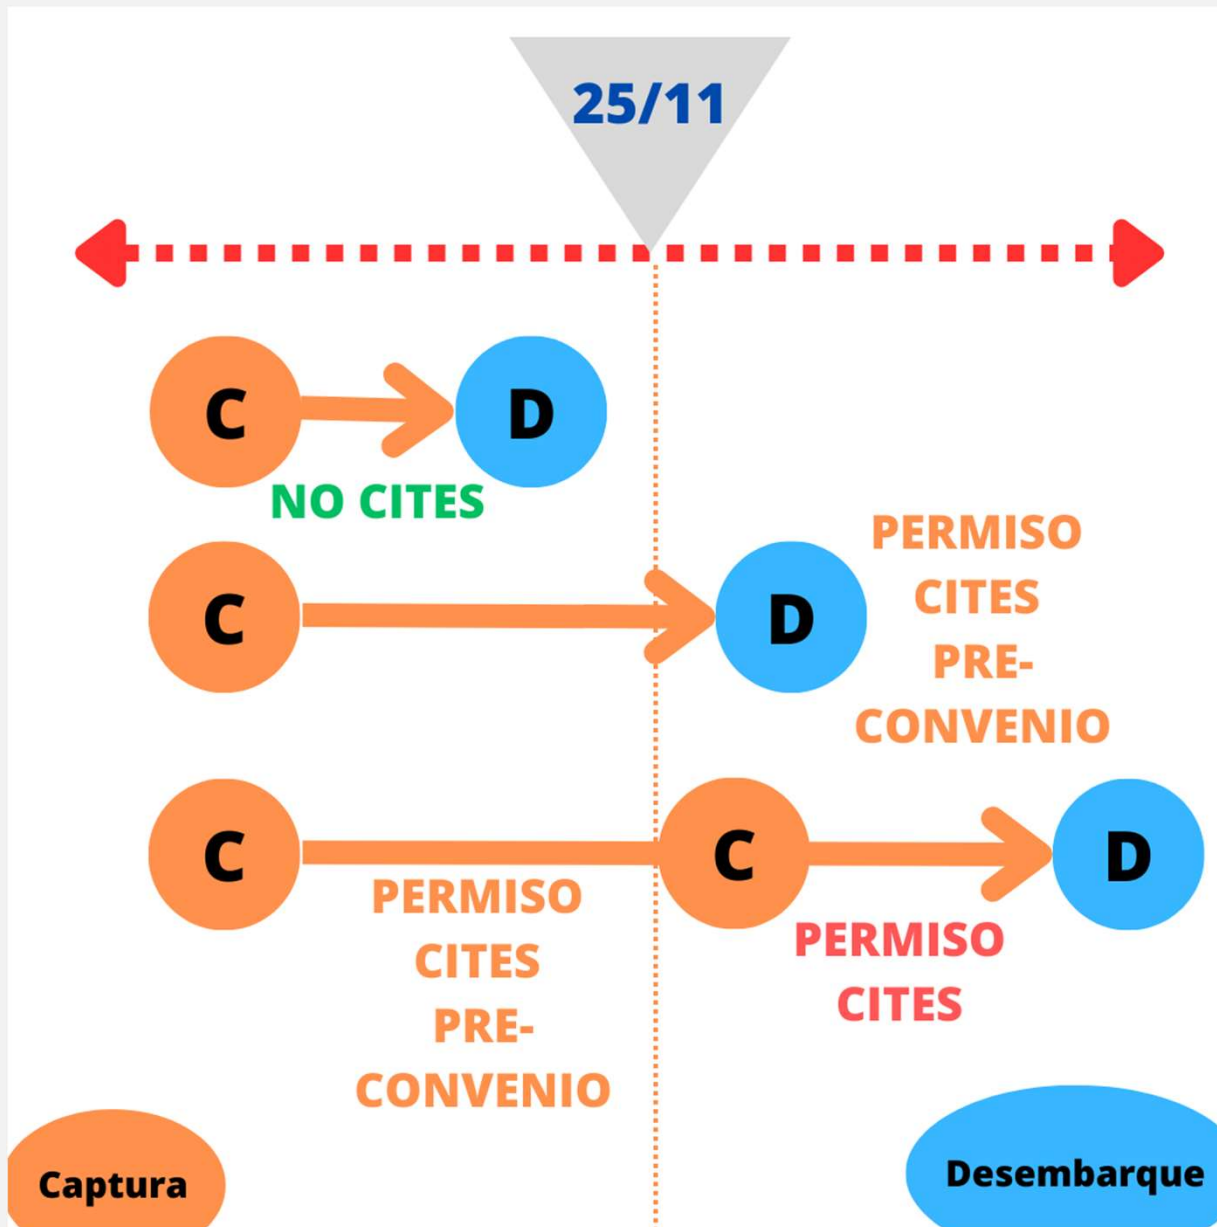 25/11
C
D
NO CITES
C
D
PERMISO
CITES
PRE-
CONVENIO
C
C
D
PERMISO
CITES
PRE-
CONVENIO
PERMISO
CITES
Captura
Desembarque